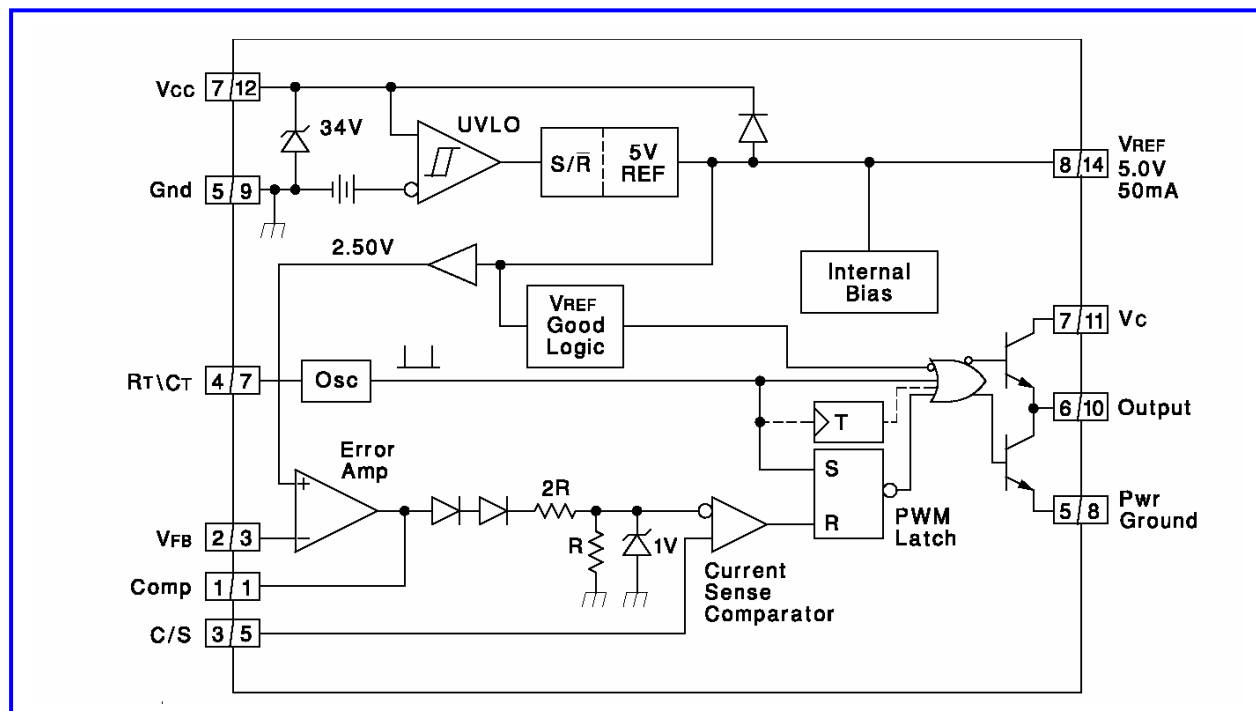 Vcc 7 12
34V
UVLO
S/R̅
5V
REF
8 14
VREF
5.0V
50mA
Gnd 5 9
2.50V
Internal
Bias
VREF
Good
Logic
7 11 Vc
RT\CT 4 7
Osc
T
6 10 Output
Error
Amp
+
−
2R
S
R
PWM
Latch
5 8
Pwr
Ground
VFB 2 3
R
1V
Comp 1 1
Current
Sense
Comparator
C/S 3 5